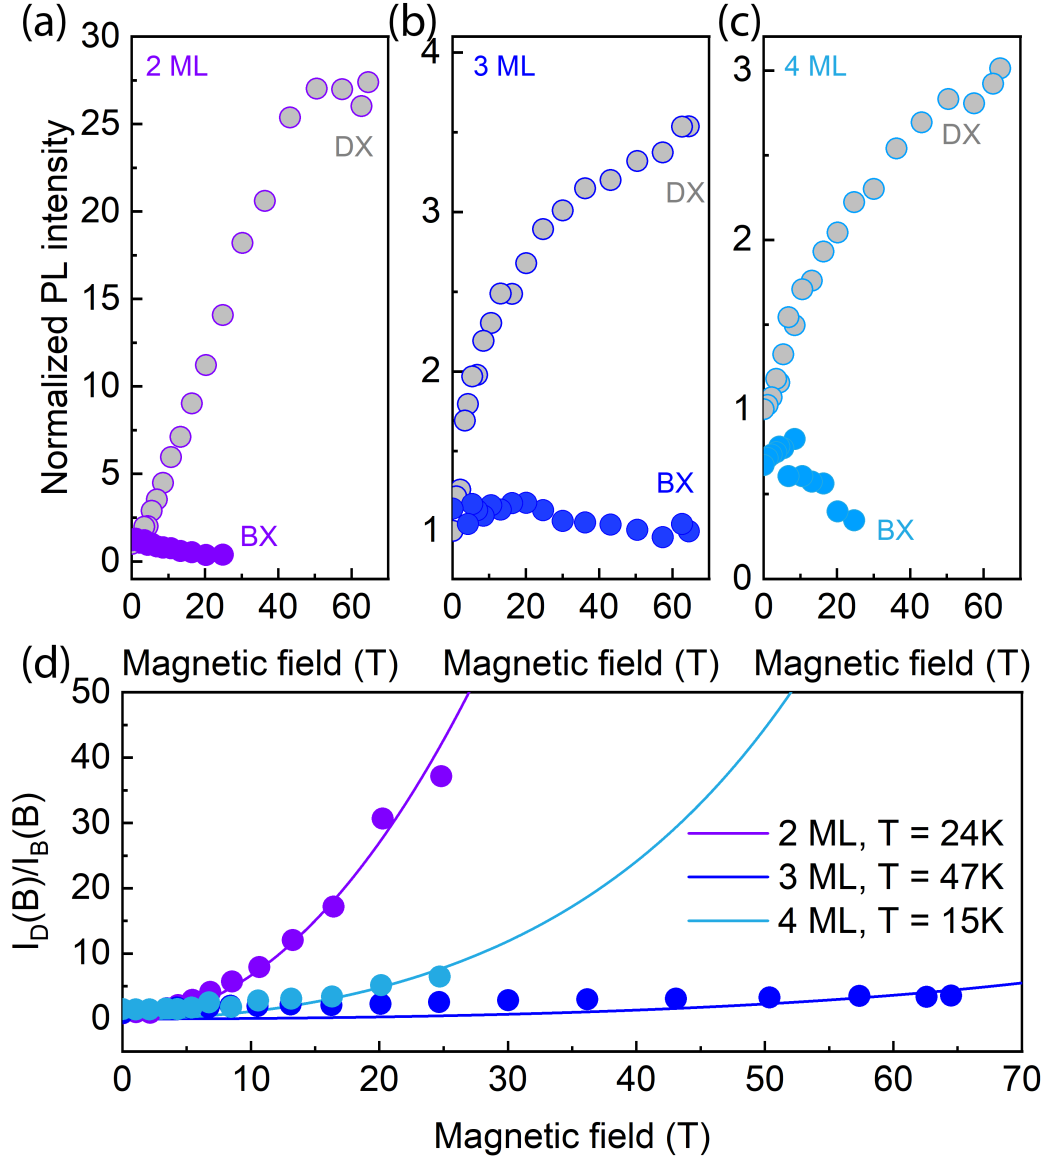 (a)
(b)
(c)
Normalized PL intensity
30
25
20
15
10
5
0
2 ML
DX
BX
0 20 40 60
Magnetic field (T)
4
3
2
1
3 ML
DX
BX
0 20 40 60
Magnetic field (T)
3
2
1
0
4 ML
DX
BX
0 20 40 60
Magnetic field (T)
(d)
I_D(B)/I_B(B)
50
40
30
20
10
0
2 ML, T = 24K
3 ML, T = 47K
4 ML, T = 15K
0 10 20 30 40 50 60 70
Magnetic field (T)